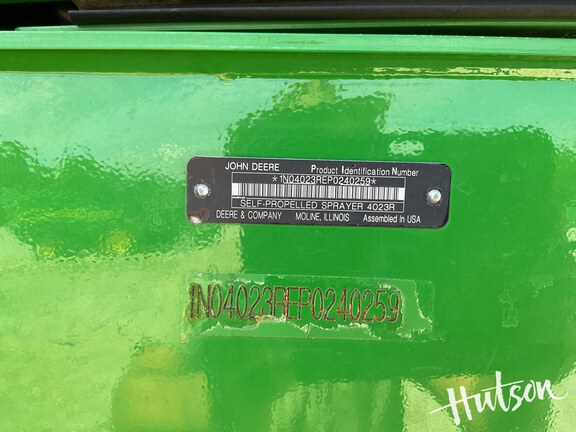 JOHN DEERE Product Identification Number
*1N04023REP0240259*
SELF-PROPELLED SPRAYER 4023R
DEERE & COMPANY MOLINE, ILLINOIS Assembled In USA
1N04023REP0240259
Hutson